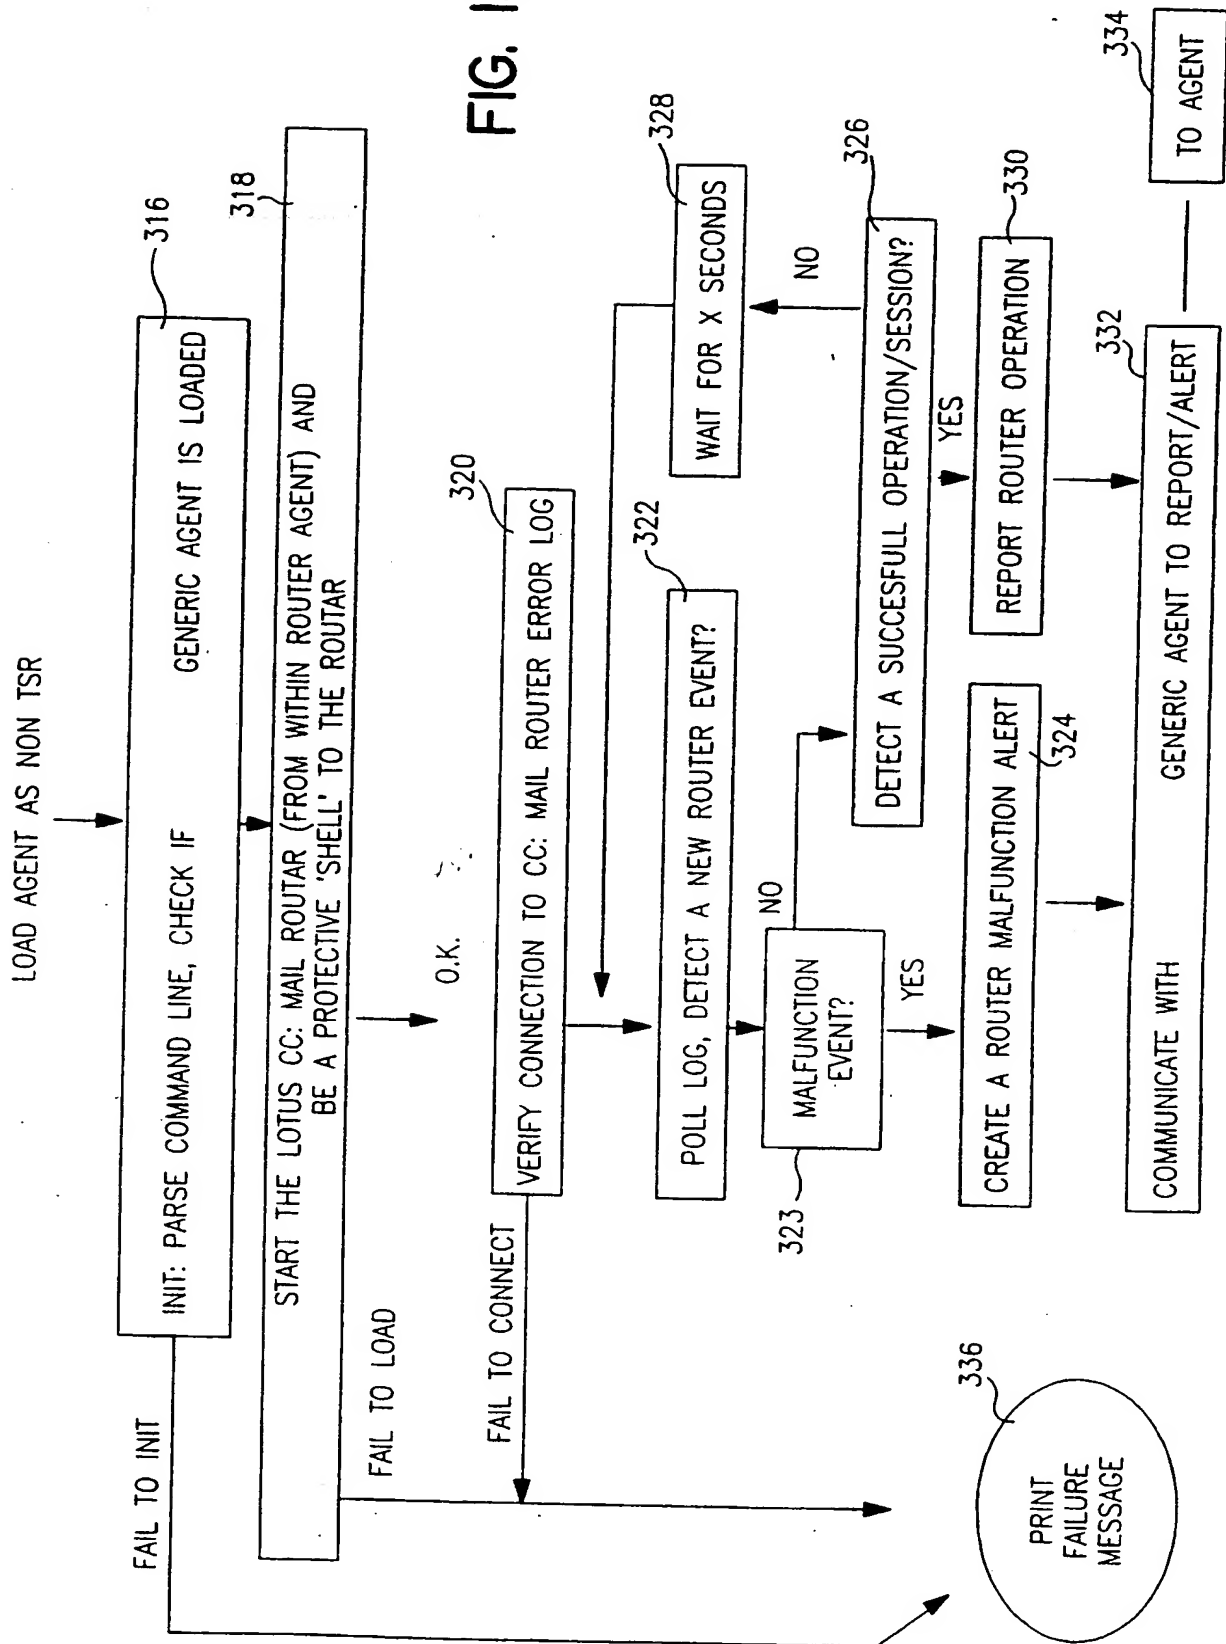 LOAD AGENT AS NON TSR
316
INIT: PARSE COMMAND LINE, CHECK IF GENERIC AGENT IS LOADED
FAIL TO INIT
318
START THE LOTUS CC: MAIL ROUTAR (FROM WITHIN ROUTER AGENT) AND
BE A PROTECTIVE 'SHELL' TO THE ROUTAR
FAIL TO LOAD
O.K.
FIG. 1
320
VERIFY CONNECTION TO CC: MAIL ROUTER ERROR LOG
FAIL TO CONNECT
328
WAIT FOR X SECONDS
322
POLL LOG, DETECT A NEW ROUTER EVENT?
NO
323
MALFUNCTION
EVENT?
NO
YES
326
DETECT A SUCCESFULL OPERATION/SESSION?
YES
324
CREATE A ROUTER MALFUNCTION ALERT
330
REPORT ROUTER OPERATION
332
COMMUNICATE WITH GENERIC AGENT TO REPORT/ALERT
334
TO AGENT
336
PRINT
FAILURE
MESSAGE